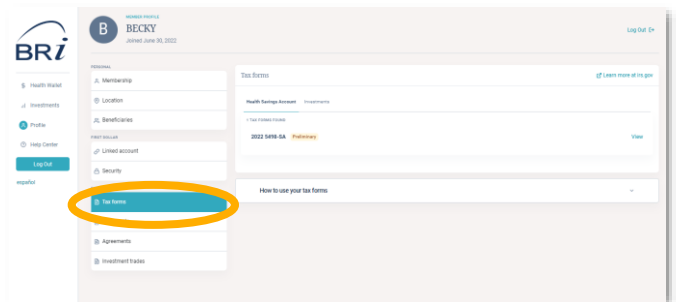 BRi
Health Wallet
Investments
Profile
Help Center
Log Out
español
B
MEMBER PROFILE
BECKY
Joined June 30, 2022
Log Out
PERSONAL
Membership
Location
Beneficiaries
FIRST DOLLAR
Linked account
Security
Tax forms
Agreements
Investment trades
Tax forms
Learn more at irs.gov
Health Savings Account Investments
1 TAX FORMS FOUND
2022 5498-SA Preliminary View
How to use your tax forms